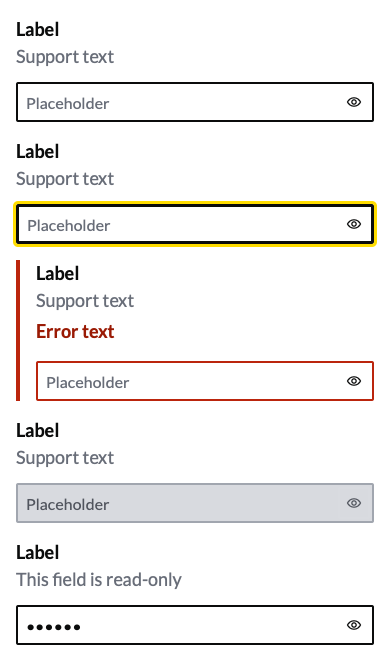 Label
Support text
Placeholder
Label
Support text
Placeholder
Label
Support text
Error text
Placeholder
Label
Support text
Placeholder
Label
This field is read-only
••••••